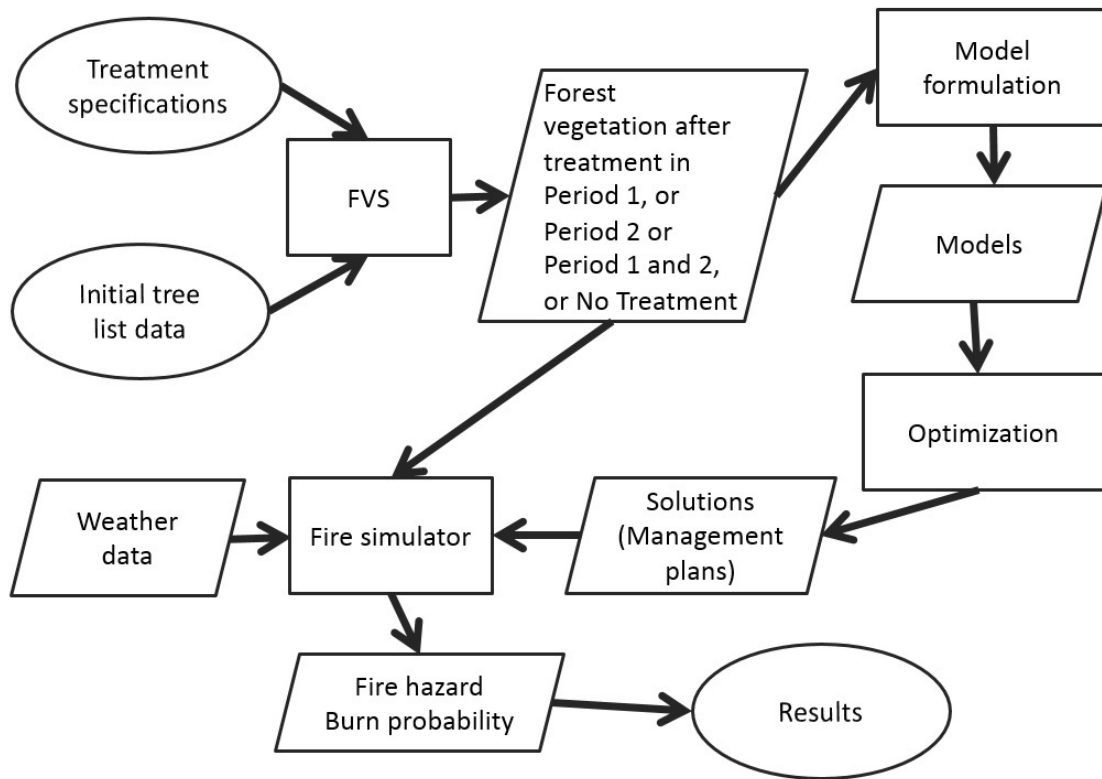 Treatment
specifications
FVS
Initial tree
list data
Forest
vegetation after
treatment in
Period 1, or
Period 2 or
Period 1 and 2,
or No Treatment
Model
formulation
Models
Optimization
Solutions
(Management
plans)
Weather
data
Fire simulator
Fire hazard
Burn probability
Results